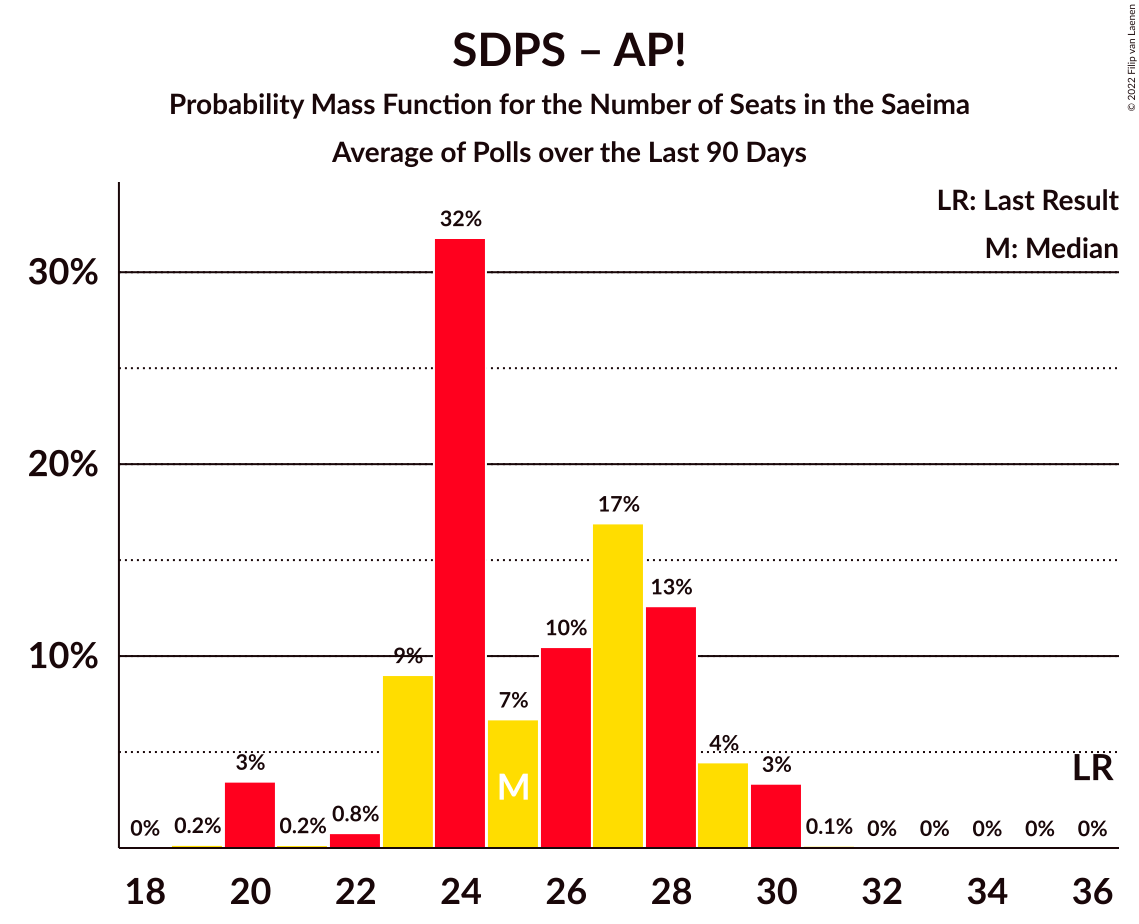 SDPS – AP!
Probability Mass Function for the Number of Seats in the Saeima
Average of Polls over the Last 90 Days
© 2022 Filip van Laenen
LR: Last Result
M: Median
30%
20%
10%
0%
0.2%
3%
0.2%
0.8%
9%
32%
7%
10%
17%
13%
4%
3%
0.1%
0%
0%
0%
0%
0%
M
LR
18 20 22 24 26 28 30 32 34 36